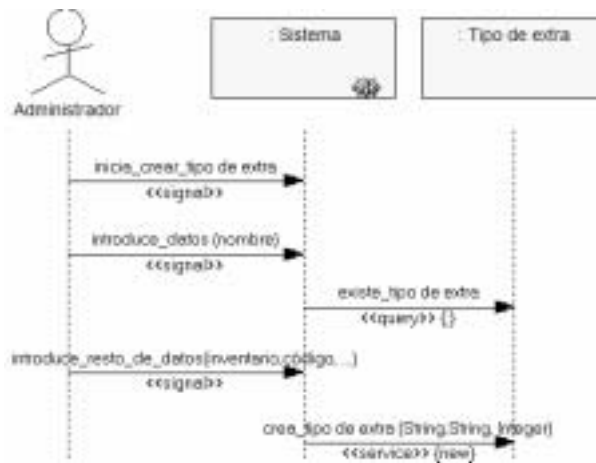 : Sistema
: Tipo de extra
Administrador
inicia_crear_tipo de extra
<<signal>>
introduce_datos (nombre)
<<signal>>
existe_tipo de extra
<<query>> {}
introduce_resto_de_datos(inventario,código, ...)
<<signal>>
crea_tipo de extra (String,String, Integer)
<<service>> {new}